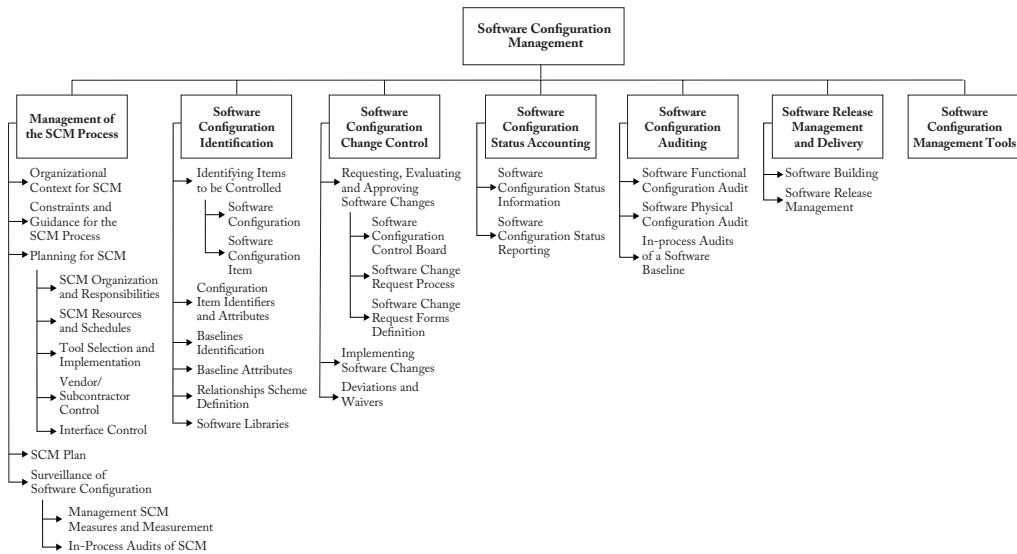 Software Configuration
Management
Management of
the SCM Process
Organizational
Context for SCM
Constraints and
Guidance for the
SCM Process
Planning for SCM
SCM Organization
and Responsibilities
SCM Resources
and Schedules
Tool Selection and
Implementation
Vendor/
Subcontractor
Control
Interface Control
SCM Plan
Surveillance of
Software Configuration
Management SCM
Measures and Measurement
In-Process Audits of SCM
Software
Configuration
Identification
Identifying Items
to be Controlled
Software
Configuration
Software
Configuration
Item
Configuration
Item Identifiers
and Attributes
Baselines
Identification
Baseline Attributes
Relationships Scheme
Definition
Software Libraries
Software
Configuration
Change Control
Requesting, Evaluating
and Approving
Software Changes
Software
Configuration
Control Board
Software Change
Request Process
Software Change
Request Forms
Definition
Implementing
Software Changes
Deviations and
Waivers
Software
Configuration
Status Accounting
Software
Configuration Status
Information
Software
Configuration Status
Reporting
Software
Configuration
Auditing
Software Functional
Configuration Audit
Software Physical
Configuration Audit
In-process Audits
of a Software
Baseline
Software Release
Management
and Delivery
Software Building
Software Release
Management
Software
Configuration
Management Tools